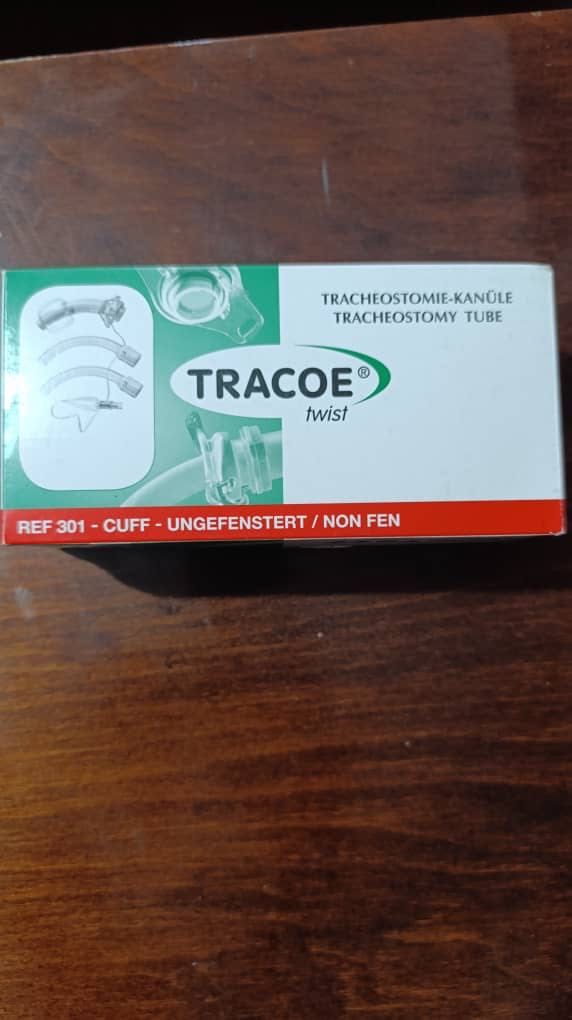 TRACHEOSTOMIE-KANÜLE
TRACHEOSTOMY TUBE
TRACOE®
twist
REF 301 - CUFF - UNGEFENSTERT / NON FEN